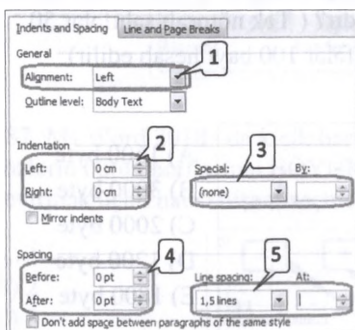 Indents and Spacing Line and Page Breaks
General
1
Alignment: Left
Outline level: Body Text
Indentation
2
3
Left: 0 cm Special: By:
Right: 0 cm (none)
Mirror indents
Spacing
4
5
Before: 0 pt Line spacing: At:
After: 0 pt 1,5 lines
Don't add space between paragraphs of the same style